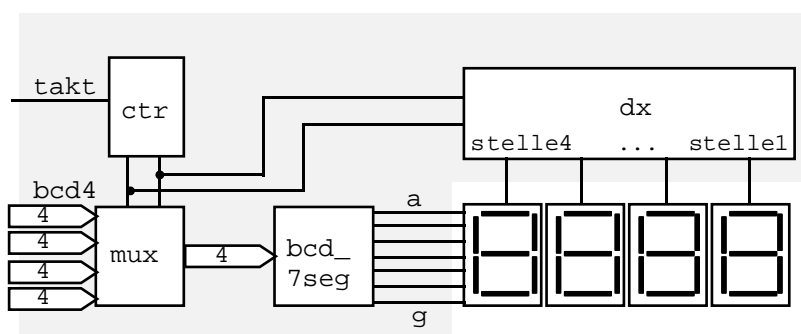 takt
ctr
dx
stelle4 ... stelle1
bcd4
4
4
4
4
mux
4
bcd_
7seg
a
g